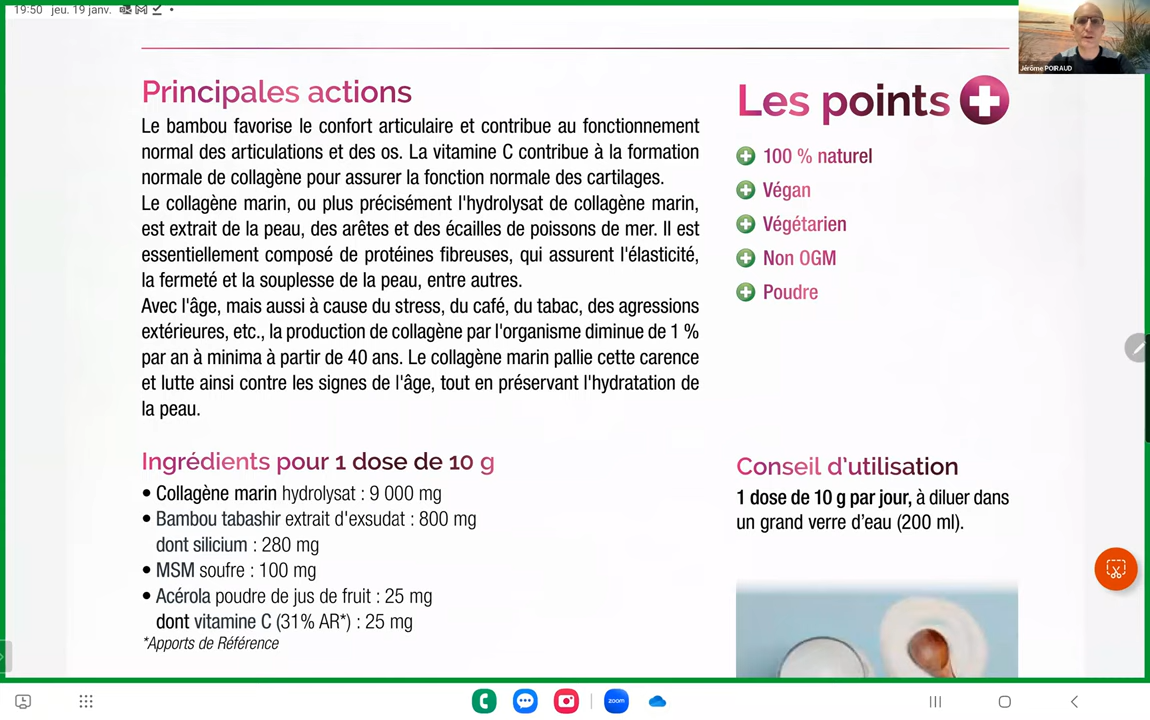 19:50 jeu. 19 janv.
Jérôme POIRAUD
Principales actions
Le bambou favorise le confort articulaire et contribue au fonctionnement
normal des articulations et des os. La vitamine C contribue à la formation
normale de collagène pour assurer la fonction normale des cartilages.
Le collagène marin, ou plus précisément l'hydrolysat de collagène marin,
est extrait de la peau, des arêtes et des écailles de poissons de mer. Il est
essentiellement composé de protéines fibreuses, qui assurent l'élasticité,
la fermeté et la souplesse de la peau, entre autres.
Avec l'âge, mais aussi à cause du stress, du café, du tabac, des agressions
extérieures, etc., la production de collagène par l'organisme diminue de 1 %
par an à minima à partir de 40 ans. Le collagène marin pallie cette carence
et lutte ainsi contre les signes de l'âge, tout en préservant l'hydratation de
la peau.
Les points +
100 % naturel
Végan
Végétarien
Non OGM
Poudre
Ingrédients pour 1 dose de 10 g
• Collagène marin hydrolysat : 9 000 mg
• Bambou tabashir extrait d'exsudat : 800 mg
dont silicium : 280 mg
• MSM soufre : 100 mg
• Acérola poudre de jus de fruit : 25 mg
dont vitamine C (31% AR*) : 25 mg
*Apports de Référence
Conseil d'utilisation
1 dose de 10 g par jour, à diluer dans
un grand verre d'eau (200 ml).
zoom